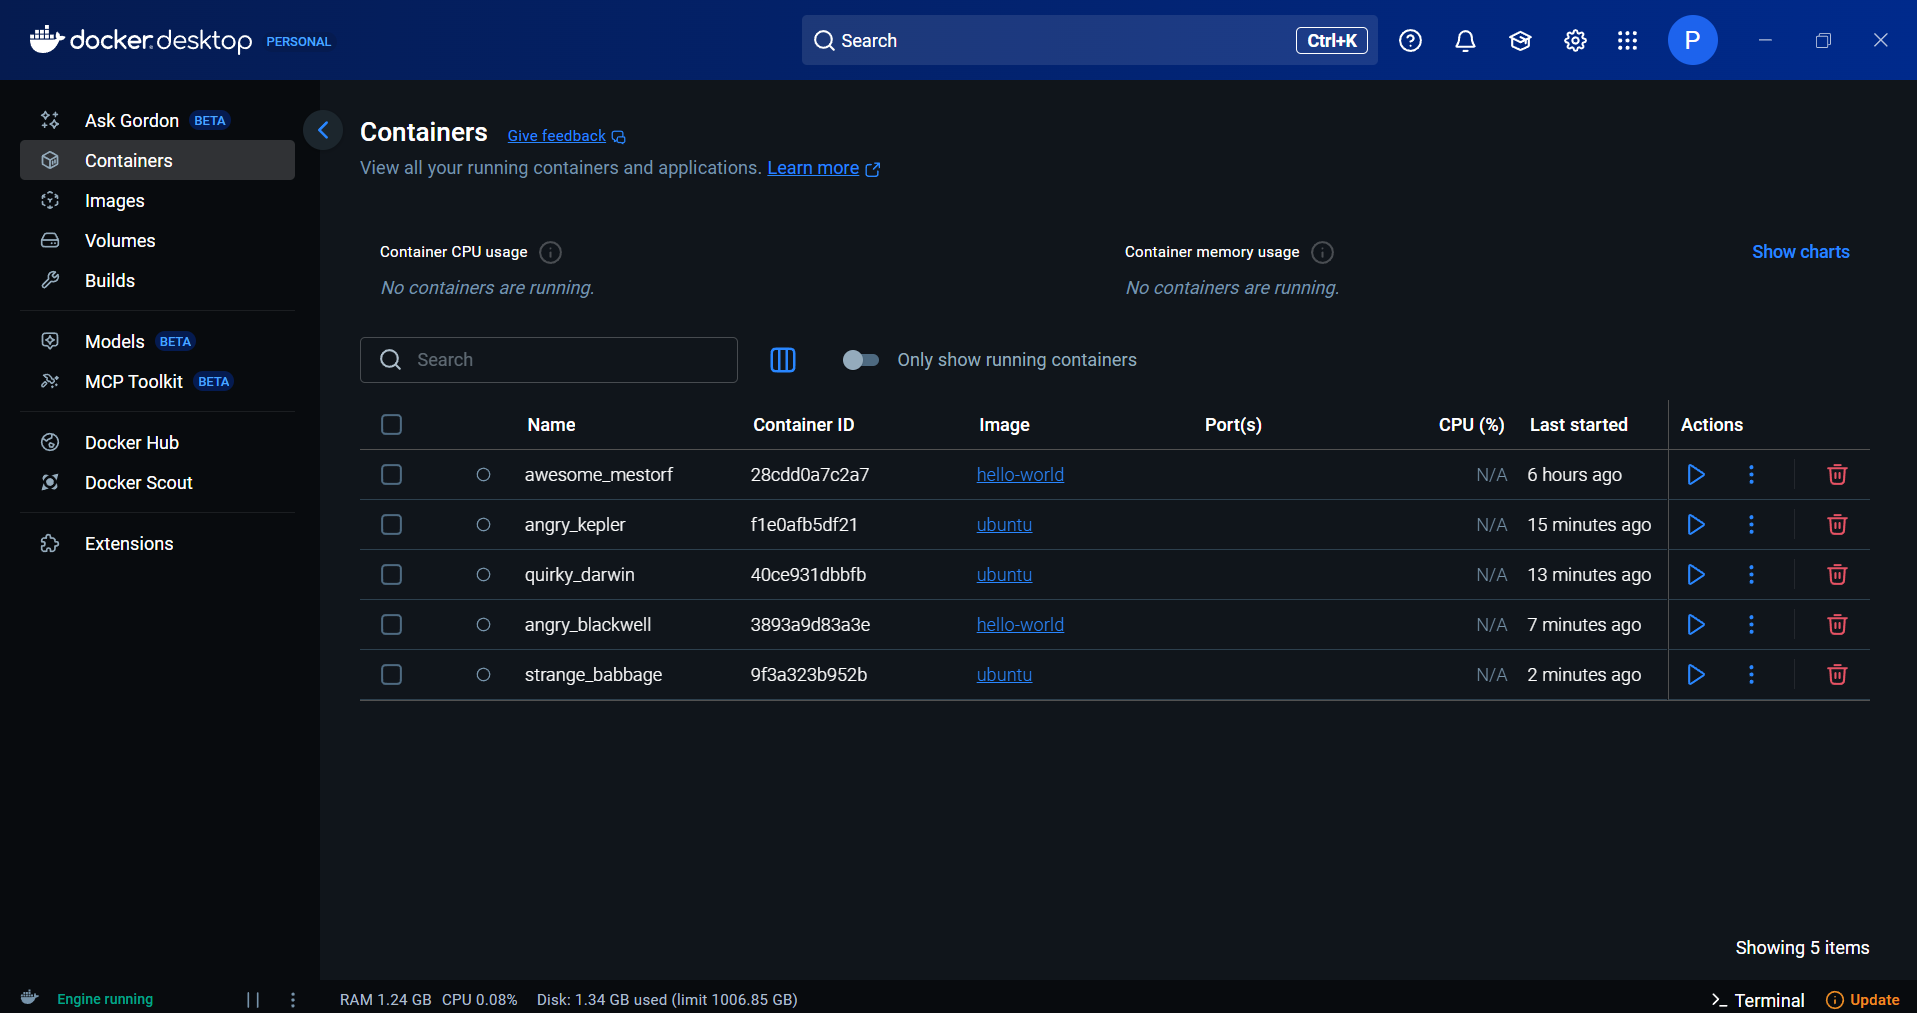 docker.desktop PERSONAL
Search Ctrl+K
P
Ask Gordon BETA
Containers
Images
Volumes
Builds
Models BETA
MCP Toolkit BETA
Docker Hub
Docker Scout
Extensions
Containers Give feedback
View all your running containers and applications. Learn more
Container CPU usage
No containers are running.
Container memory usage
No containers are running.
Show charts
Search
Only show running containers
Name Container ID Image Port(s) CPU (%) Last started Actions
awesome_mestorf 28cdd0a7c2a7 hello-world N/A 6 hours ago
angry_kepler f1e0afb5df21 ubuntu N/A 15 minutes ago
quirky_darwin 40ce931dbbfb ubuntu N/A 13 minutes ago
angry_blackwell 3893a9d83a3e hello-world N/A 7 minutes ago
strange_babbage 9f3a323b952b ubuntu N/A 2 minutes ago
Showing 5 items
Engine running
RAM 1.24 GB CPU 0.08% Disk: 1.34 GB used (limit 1006.85 GB)
Terminal
Update